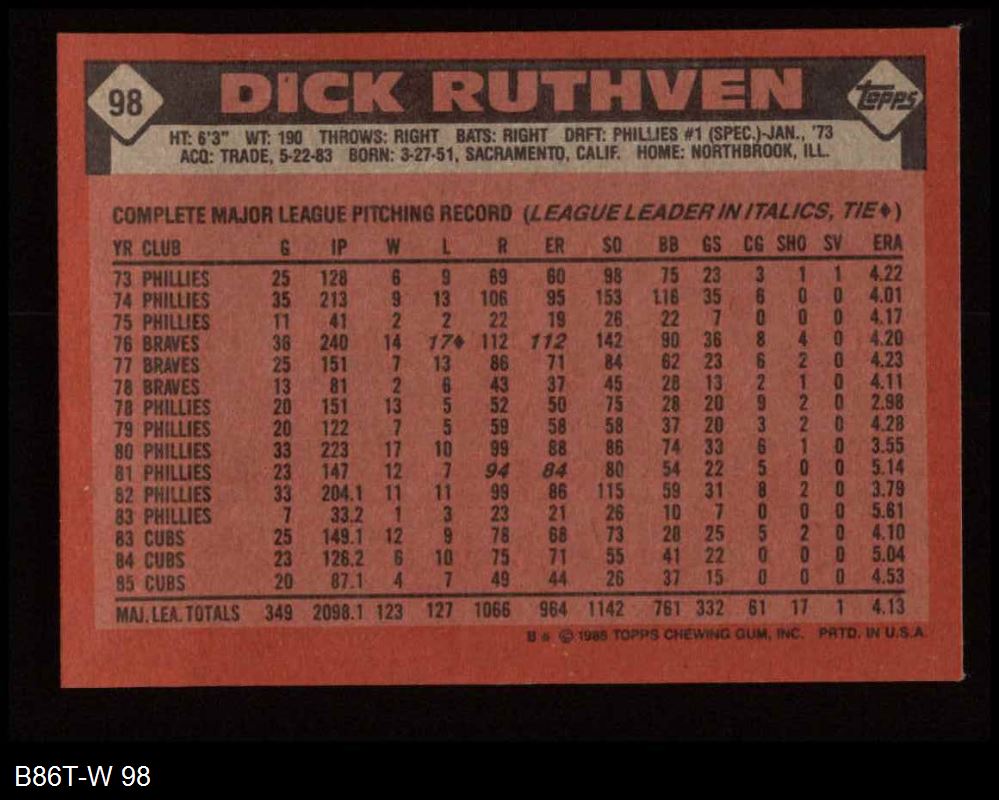 98 DICK RUTHVEN topps
HT: 6'3" WT: 190 THROWS: RIGHT BATS: RIGHT DRFT: PHILLIES #1 (SPEC.)-JAN., '73
ACQ: TRADE, 5-22-83 BORN: 3-27-51, SACRAMENTO, CALIF. HOME: NORTHBROOK, ILL.
COMPLETE MAJOR LEAGUE PITCHING RECORD (LEAGUE LEADER IN ITALICS, TIE♦)
YR CLUB G IP W L R ER SO BB GS CG SHO SV ERA
73 PHILLIES 25 128 6 9 69 60 98 75 23 3 1 1 4.22
74 PHILLIES 35 213 9 13 106 95 153 116 35 6 0 0 4.01
75 PHILLIES 11 41 2 2 22 19 26 22 7 0 0 0 4.17
76 BRAVES 36 240 14 17♦ 112 112 142 90 36 8 4 0 4.20
77 BRAVES 25 151 7 13 86 71 84 62 23 6 2 0 4.23
78 BRAVES 13 81 2 6 43 37 45 28 13 2 1 0 4.11
78 PHILLIES 20 151 13 5 52 50 75 28 20 9 2 0 2.98
79 PHILLIES 20 122 7 5 59 58 58 37 20 3 2 0 4.28
80 PHILLIES 33 223 17 10 99 88 86 74 33 6 1 0 3.55
81 PHILLIES 23 147 12 7 94 84 80 54 22 5 0 0 5.14
82 PHILLIES 33 204.1 11 11 99 86 115 59 31 8 2 0 3.79
83 PHILLIES 7 33.2 1 3 23 21 26 10 7 0 0 0 5.61
83 CUBS 25 149.1 12 9 78 68 73 28 25 5 2 0 4.10
84 CUBS 23 126.2 6 10 75 71 55 41 22 0 0 0 5.04
85 CUBS 20 87.1 4 7 49 44 26 37 15 0 0 0 4.53
MAJ. LEA. TOTALS 349 2098.1 123 127 1066 964 1142 761 332 61 17 1 4.13
B* © 1986 TOPPS CHEWING GUM, INC. PRTD. IN U.S.A.
B86T-W 98